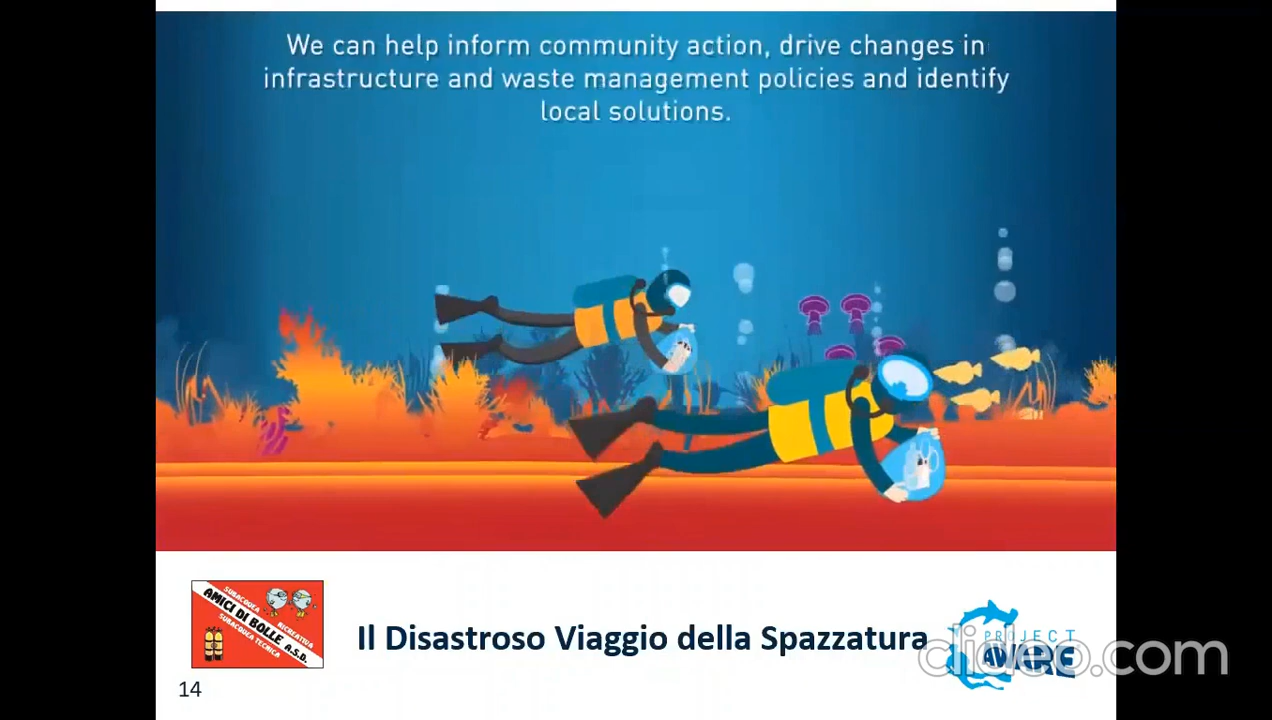 We can help inform community action, drive changes in
infrastructure and waste management policies and identify
local solutions.
SUBACQUEA
RICREATIVA
AMICI DI BOLLE A.S.D.
SUBACQUEA TECNICA
Il Disastroso Viaggio della Spazzatura
PROJECT
AWARE
clideo.com
14